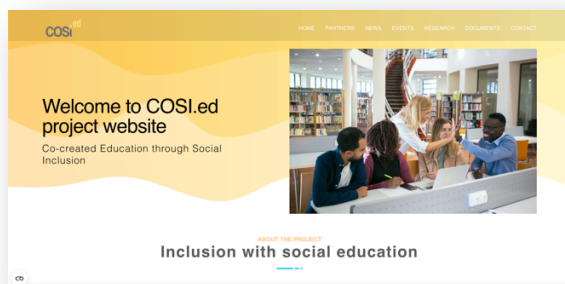 COSI.ed
HOME PARTNERS NEWS EVENTS RESEARCH DOCUMENTS CONTACT
Welcome to COSI.ed
project website
Co-created Education through Social
Inclusion
ABOUT THE PROJECT
Inclusion with social education